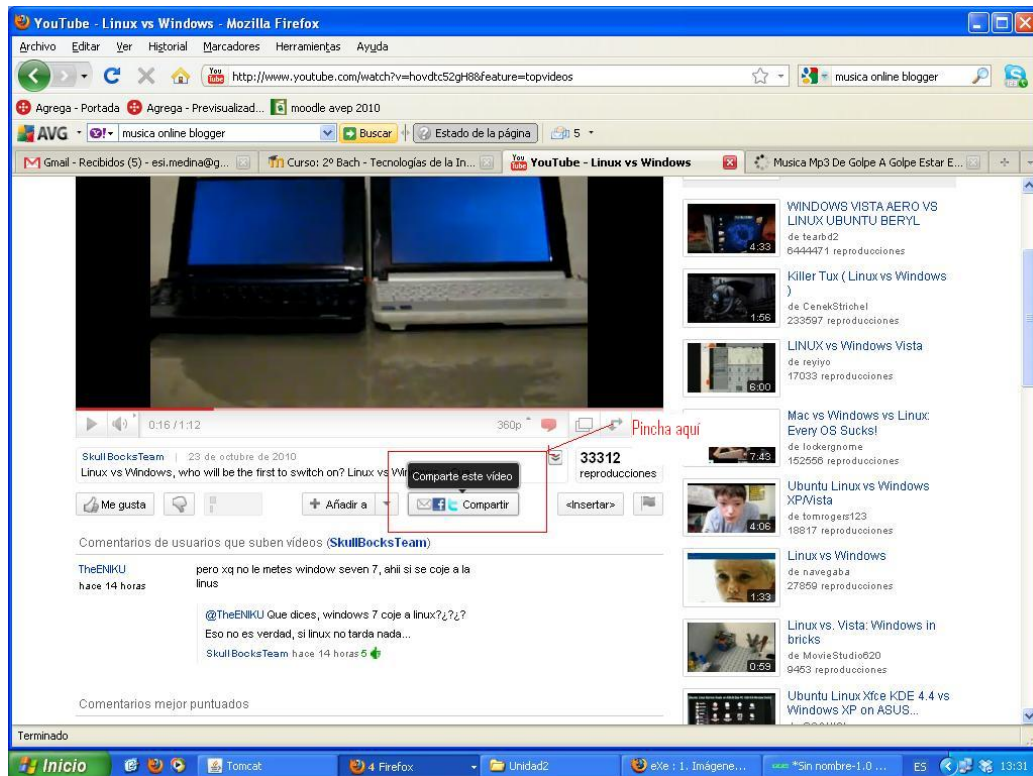 YouTube - Linux vs Windows - Mozilla Firefox
Archivo Editar Ver Historial Marcadores Herramientas Ayuda
http://www.youtube.com/watch?v=hovdtc52gH8&feature=topvideos
musica online blogger
Agrega - Portada Agrega - Previsualizad... moodle avep 2010
AVG musica online blogger Buscar Estado de la página 5
Gmail - Recibidos (5) - esi.medina@g... Curso: 2º Bach - Tecnologías de la In... YouTube - Linux vs Windows Musica Mp3 De Golpe A Golpe Estar E...
0:16 / 1:12 360p
Pincha aquí
SkullBocksTeam | 23 de octubre de 2010
Linux vs Windows, who will be the first to switch on? Linux vs
33312
reproducciones
Comparte este vídeo
Me gusta Añadir a Compartir <Insertar>
Comentarios de usuarios que suben vídeos (SkullBocksTeam)
TheENIKU
hace 14 horas
pero xq no le metes window seven 7, ahii si se coje a la
linus
@TheENIKU Que dices, windows 7 coje a linux?¿?¿?
Eso no es verdad, si linux no tarda nada...
SkullBocksTeam hace 14 horas 5
Comentarios mejor puntuados
WINDOWS VISTA AERO VS
LINUX UBUNTU BERYL
de tearbd2
6444471 reproducciones
4:33
Killer Tux ( Linux vs Windows
)
de CenekStrichel
233597 reproducciones
1:56
LINUX vs Windows Vista
de reyiyo
17033 reproducciones
6:00
Mac vs Windows vs Linux:
Every OS Sucks!
de lockergnome
152556 reproducciones
7:43
Ubuntu Linux vs Windows
XP/Vista
de tomrogers123
18817 reproducciones
4:06
Linux vs Windows
de navegaba
27859 reproducciones
1:33
Linux vs. Vista: Windows in
bricks
de MovieStudio620
9453 reproducciones
0:59
Ubuntu Linux Xfce KDE 4.4 vs
Windows XP on ASUS...
Terminado
Inicio Tomcat 4 Firefox Unidad2 eXe : 1. Imágene... *Sin nombre-1.0 ... ES 13:31